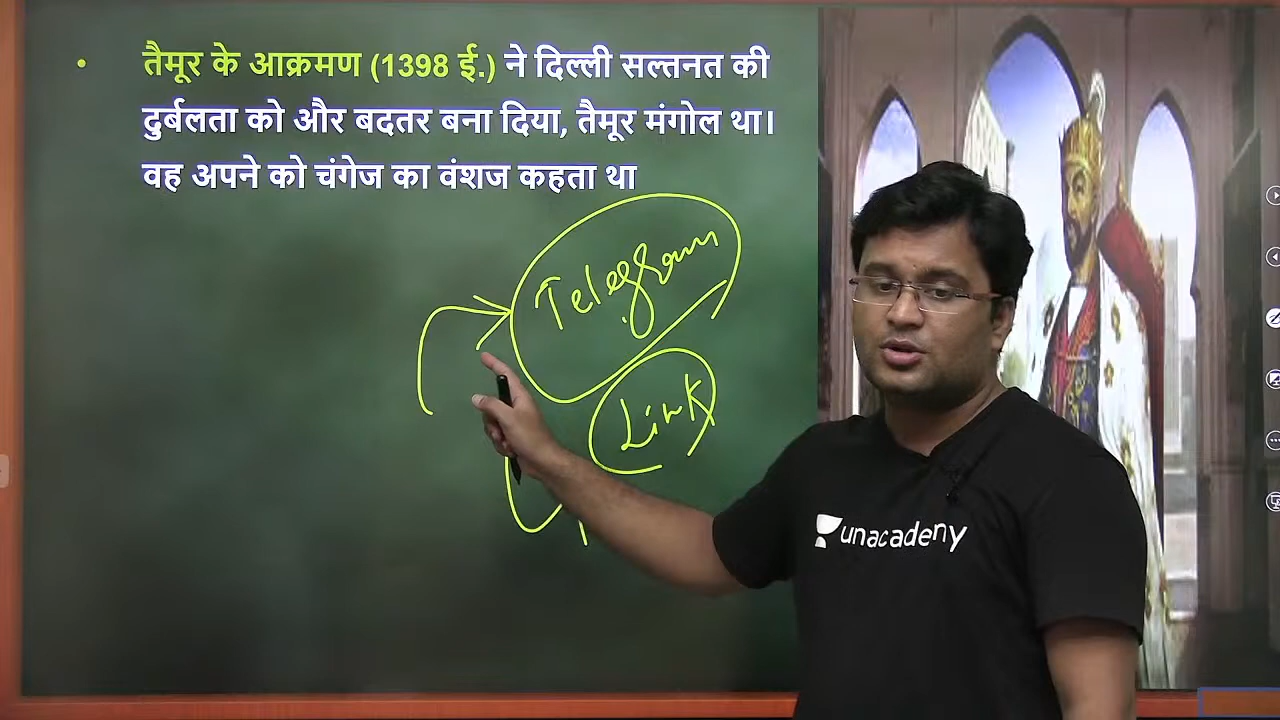 • तैमूर के आक्रमण (1398 ई.) ने दिल्ली सल्तनत की
दुर्बलता को और बदतर बना दिया, तैमूर मंगोल था।
वह अपने को चंगेज का वंशज कहता था
Telegram
Link
unacademy